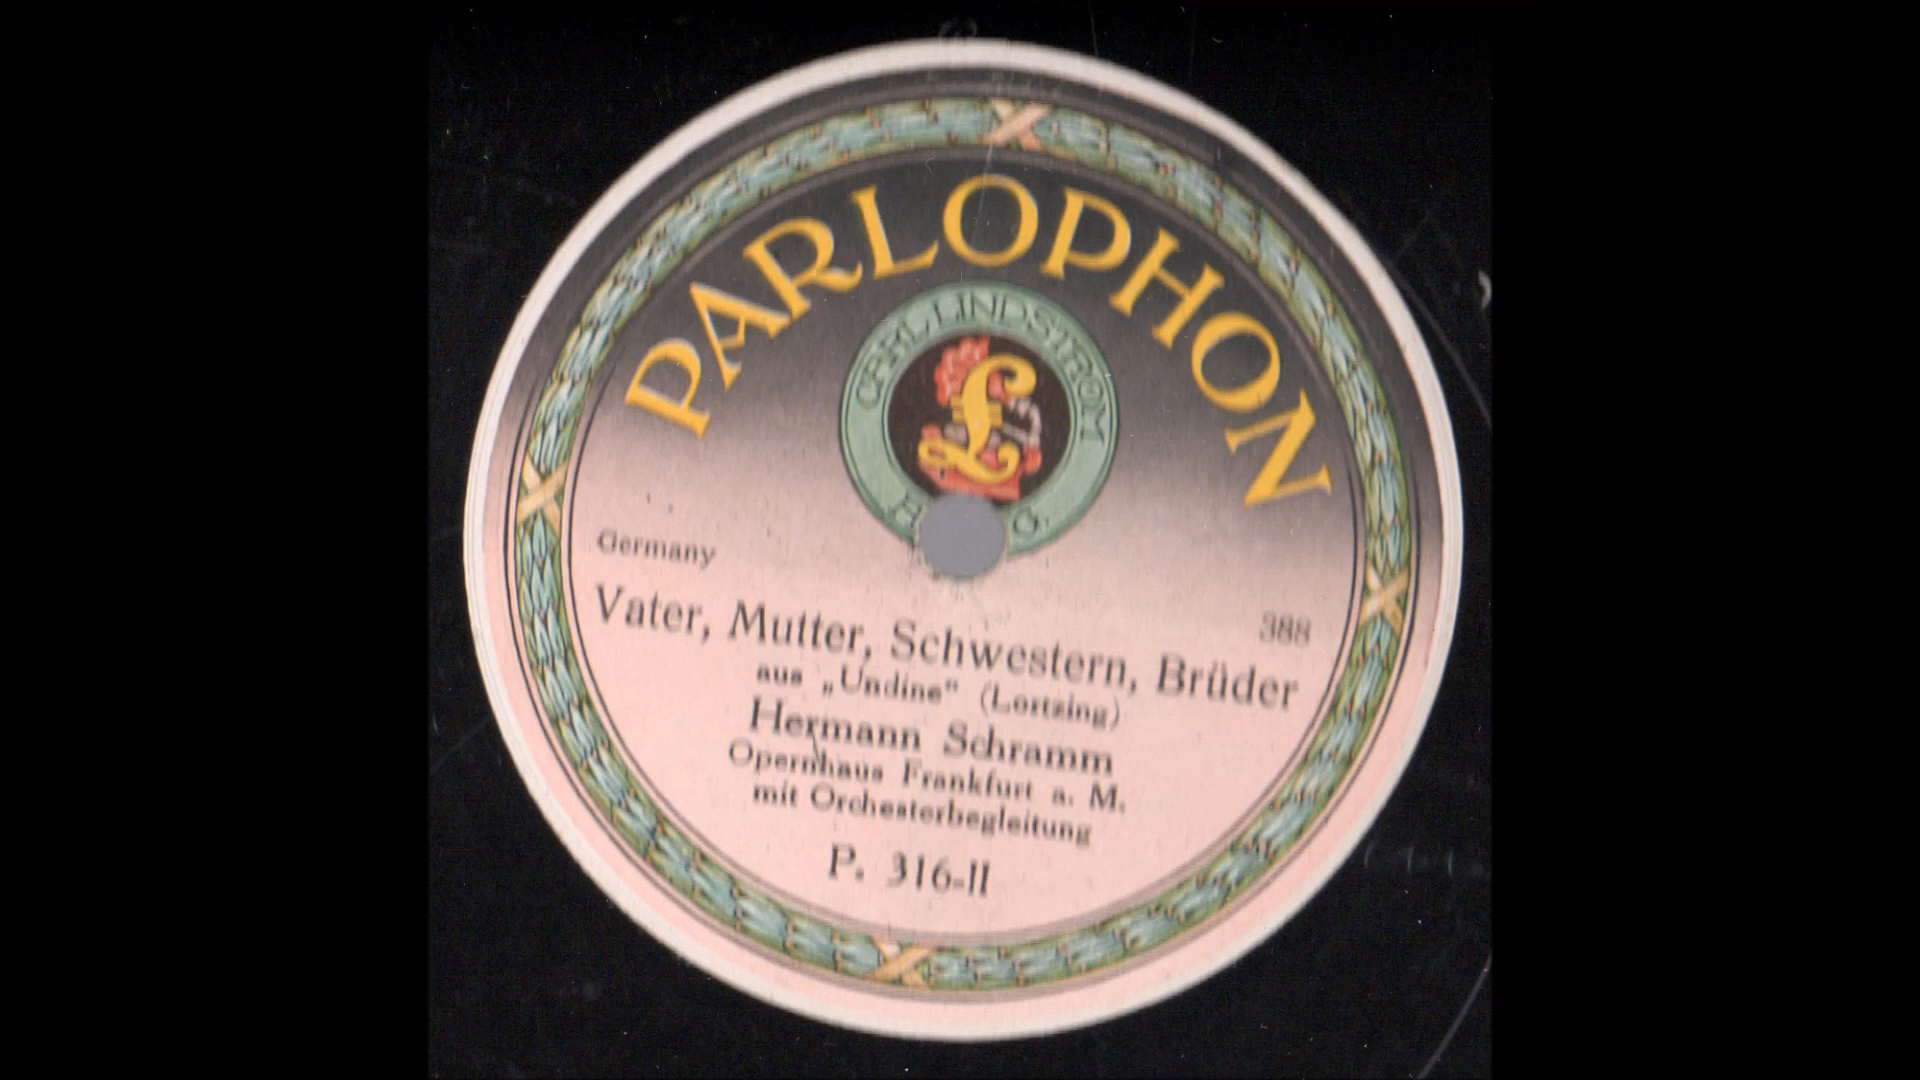 PARLOPHON
CARL LINDSTROM
A. G.
£
Germany
388
Vater, Mutter, Schwestern, Brüder
aus „Undine" (Lortzing)
Hermann Schramm
Opernhaus Frankfurt a. M.
mit Orchesterbegleitung
P. 316-II